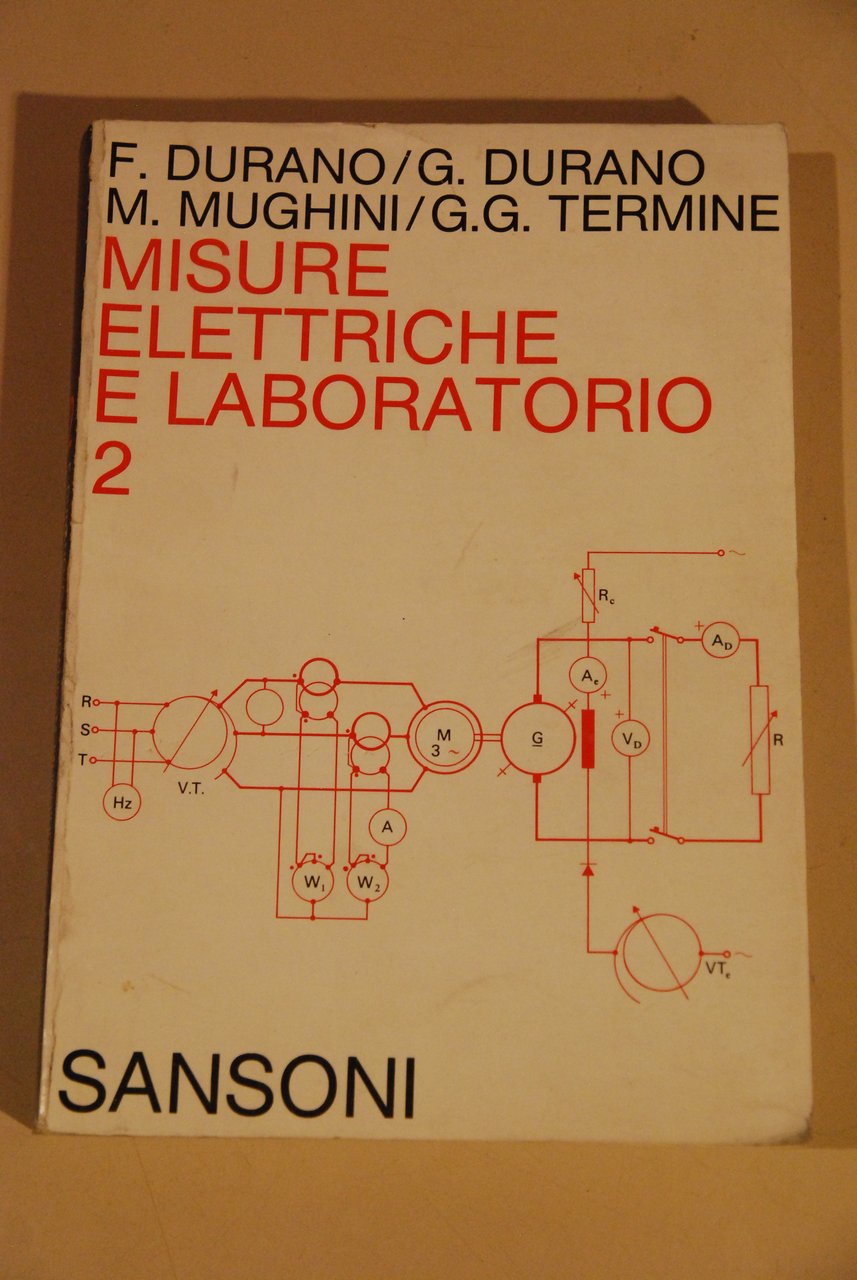 F. DURANO/G. DURANO
M. MUGHINI/G.G. TERMINE
MISURE
ELETTRICHE
E LABORATORIO
2
R
S
T
Hz
V.T.
W₁
W₂
A
M
3 ~
G
Rc
Ae
VD
AD
R
VTe
SANSONI